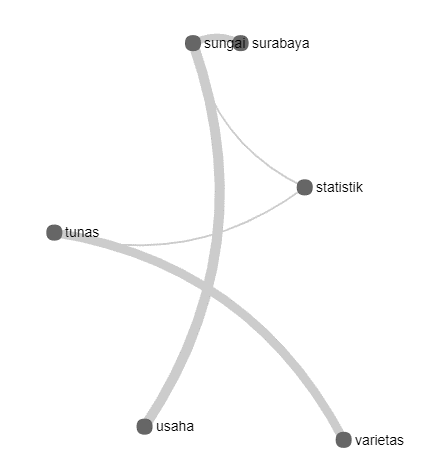 sungai surabaya
statistik
tunas
usaha
varietas